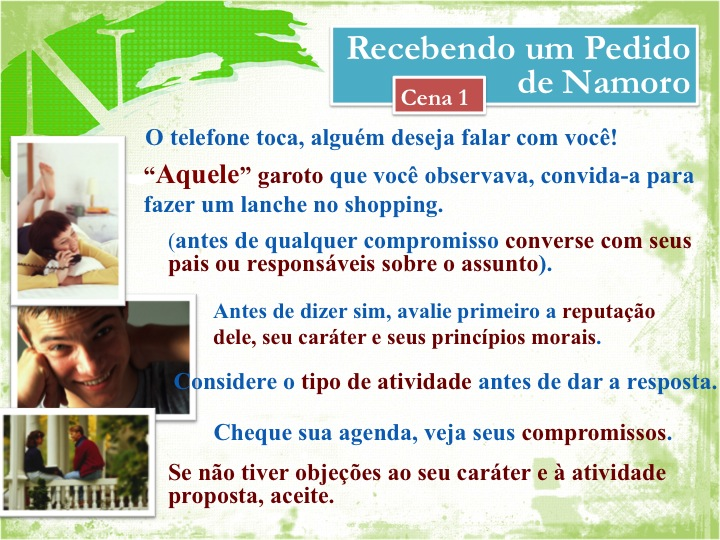 Recebendo um Pedido
de Namoro
Cena 1
O telefone toca, alguém deseja falar com você!
“Aquele” garoto que você observava, convida-a para
fazer um lanche no shopping.
(antes de qualquer compromisso converse com seus
pais ou responsáveis sobre o assunto).
Antes de dizer sim, avalie primeiro a reputação
dele, seu caráter e seus princípios morais.
Considere o tipo de atividade antes de dar a resposta.
Cheque sua agenda, veja seus compromissos.
Se não tiver objeções ao seu caráter e à atividade
proposta, aceite.